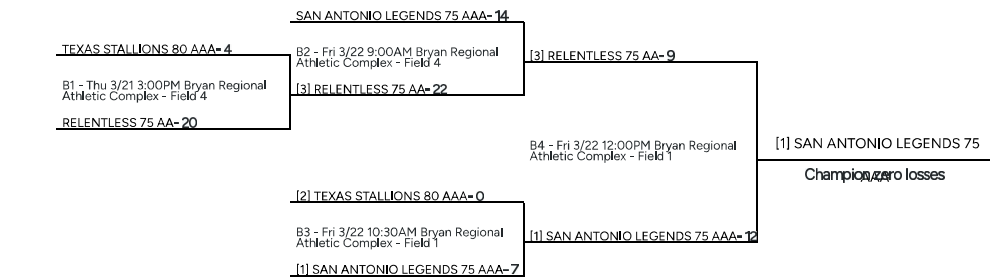 SAN ANTONIO LEGENDS 75 AAA- 14
TEXAS STALLIONS 80 AAA- 4
B2 - Fri 3/22 9:00AM Bryan Regional
Athletic Complex - Field 4
[3] RELENTLESS 75 AA- 9
B1 - Thu 3/21 3:00PM Bryan Regional
Athletic Complex - Field 4
[3] RELENTLESS 75 AA- 22
RELENTLESS 75 AA- 20
B4 - Fri 3/22 12:00PM Bryan Regional
Athletic Complex - Field 1
[1] SAN ANTONIO LEGENDS 75
AAA
Champion zero losses
[2] TEXAS STALLIONS 80 AAA- 0
B3 - Fri 3/22 10:30AM Bryan Regional
Athletic Complex - Field 1
[1] SAN ANTONIO LEGENDS 75 AAA- 12
[1] SAN ANTONIO LEGENDS 75 AAA- 7